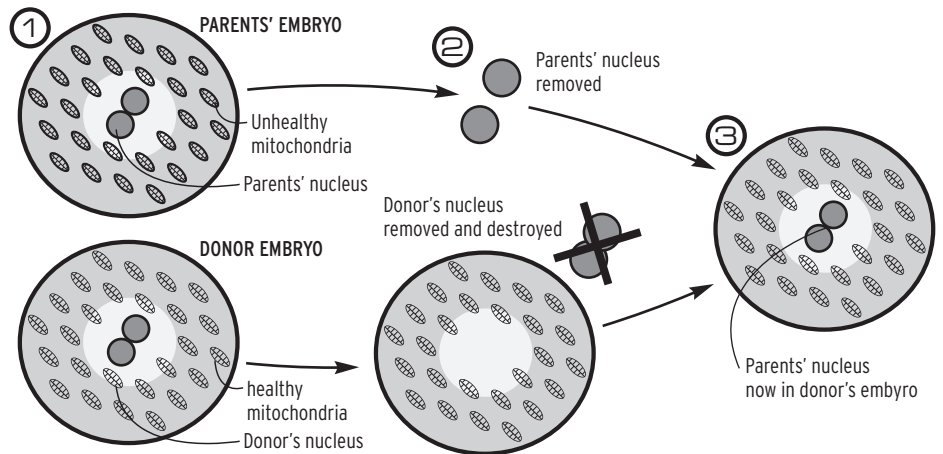 1
PARENTS' EMBRYO
Unhealthy
mitochondria
Parents' nucleus
2
Parents' nucleus
removed
3
Donor's nucleus
removed and destroyed
DONOR EMBRYO
healthy
mitochondria
Donor's nucleus
Parents' nucleus
now in donor's embyro